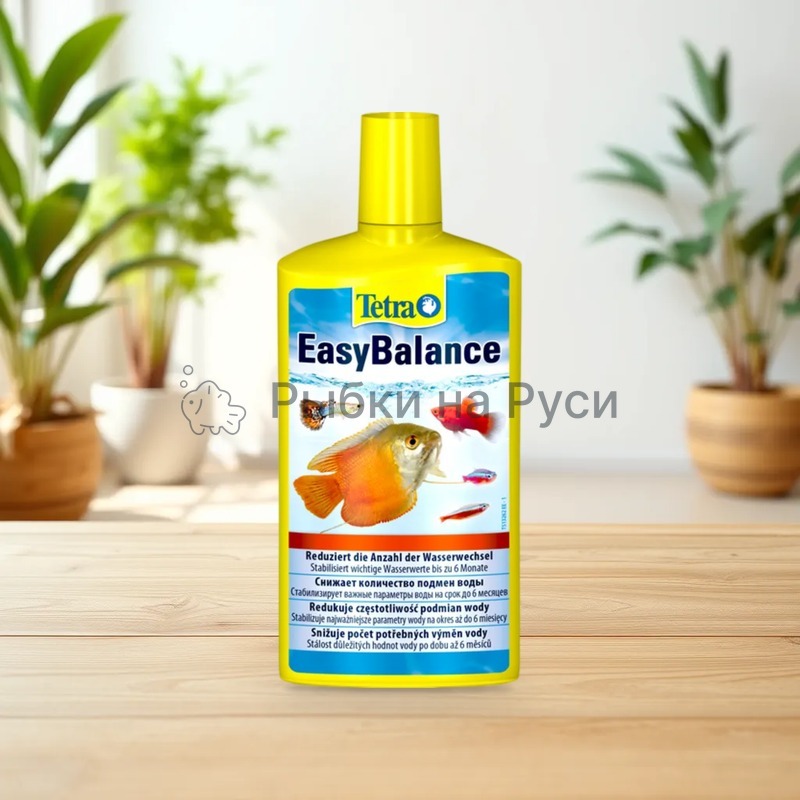 Tetra
EasyBalance
Рыбки на Руси
Reduziert die Anzahl der Wasserwechsel
Stabilisiert wichtige Wasserwerte bis zu 6 Monate
Снижает количество подмен воды
Стабилизирует важные параметры воды на срок до 6 месяцев
Redukuje częstotliwość podmian wody
Stabilizuje najważniejsze parametry wody na okres aż do 6 miesięcy
Snižuje počet potřebných výměn vody
Stálost důležitých hodnot vody po dobu až 6 měsíců